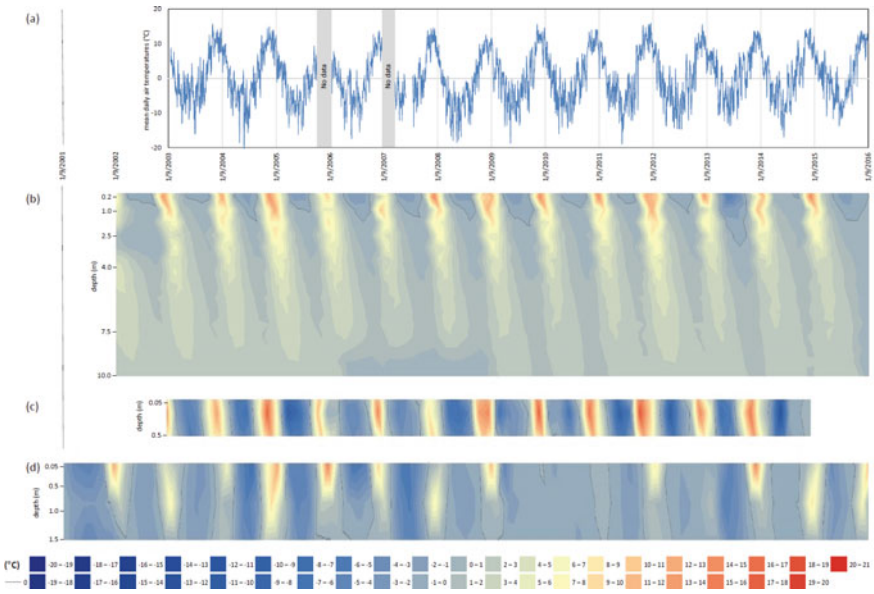 (a)
mean daily air temperatures (°C)
20
10
0
-10
-20
No data
No data
1/9/2001
1/9/2002
1/9/2003
1/9/2004
1/9/2005
1/9/2006
1/9/2007
1/9/2008
1/9/2009
1/9/2010
1/9/2011
1/9/2012
1/9/2013
1/9/2014
1/9/2015
1/9/2016
(b)
depth (m)
0.2
1.0
2.5
4.0
7.5
10.0
(c)
depth (m)
0.05
0.5
(d)
depth (m)
0.05
0.5
1.0
1.5
(°C) -20 ~ -19 -18 ~ -17 -16 ~ -15 -14 ~ -13 -12 ~ -11 -10 ~ -9 -8 ~ -7 -6 ~ -5 -4 ~ -3 -2 ~ -1 0 ~ 1 2 ~ 3 4 ~ 5 6 ~ 7 8 ~ 9 10 ~ 11 12 ~ 13 14 ~ 15 16 ~ 17 18 ~ 19 20 ~ 21
0 -19 ~ -18 -17 ~ -16 -15 ~ -14 -13 ~ -12 -11 ~ -10 -9 ~ -8 -7 ~ -6 -5 ~ -4 -3 ~ -2 -1 ~ 0 1 ~ 2 3 ~ 4 5 ~ 6 7 ~ 8 9 ~ 10 11 ~ 12 13 ~ 14 15 ~ 16 17 ~ 18 19 ~ 20